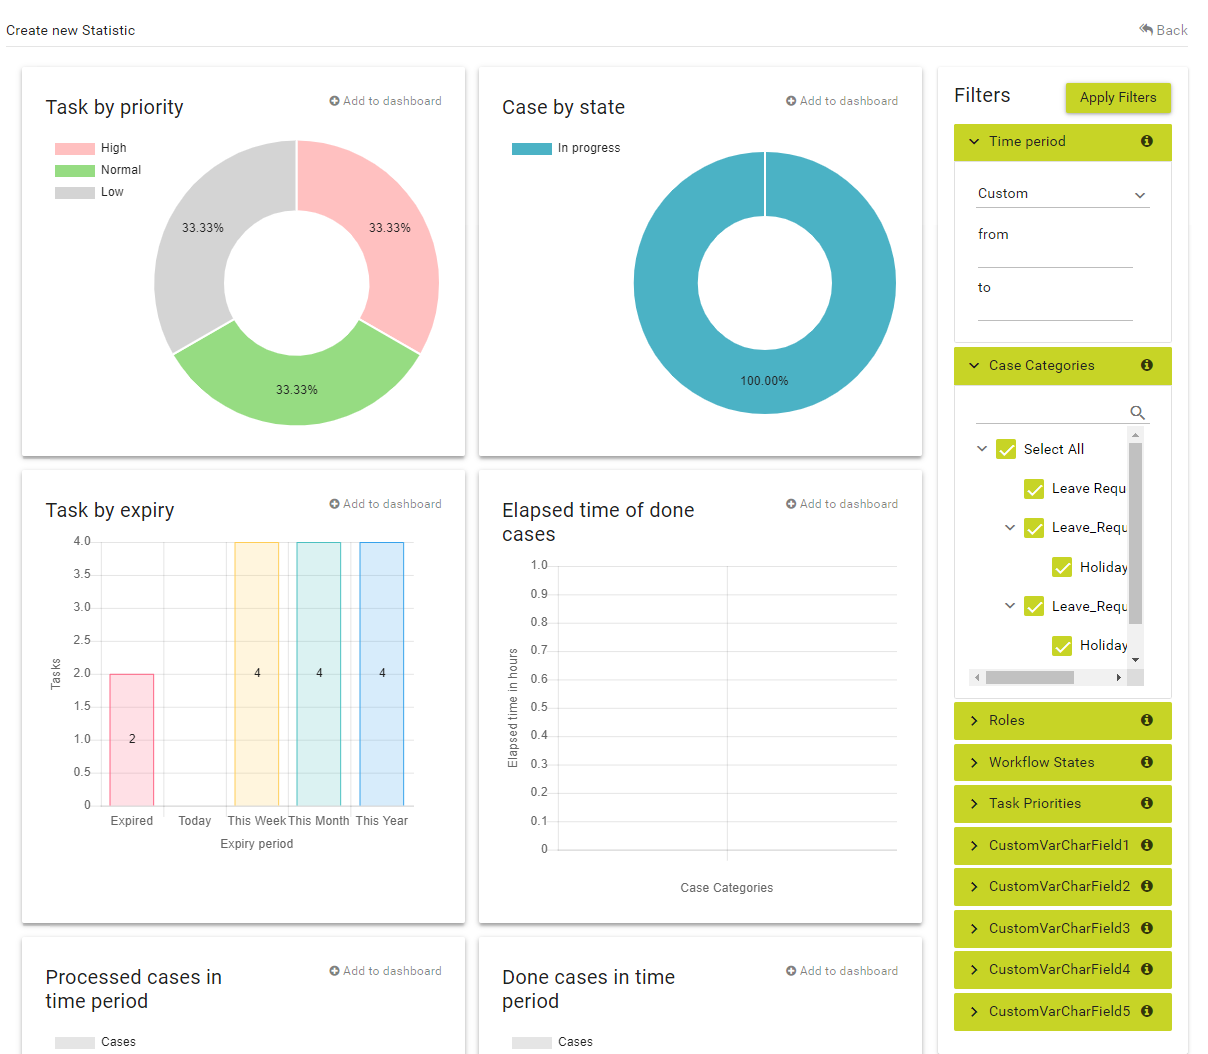 Create new Statistic
Back
Task by priority
Add to dashboard
High
Normal
Low
33.33%
33.33%
33.33%
Case by state
Add to dashboard
In progress
100.00%
Task by expiry
Add to dashboard
4.0
3.5
3.0
2.5
2.0
1.5
1.0
0.5
0
Tasks
2
4
4
4
Expired Today This Week This Month This Year
Expiry period
Elapsed time of done
cases
Add to dashboard
1.0
0.9
0.8
0.7
0.6
0.5
0.4
0.3
0.2
0.1
0
Elapsed time in hours
Case Categories
Processed cases in
time period
Add to dashboard
Cases
Done cases in time
period
Add to dashboard
Cases
Filters
Apply Filters
Time period
Custom
from
to
Case Categories
Select All
Leave Requ
Leave_Requ
Holiday
Leave_Requ
Holiday
Roles
Workflow States
Task Priorities
CustomVarCharField1
CustomVarCharField2
CustomVarCharField3
CustomVarCharField4
CustomVarCharField5